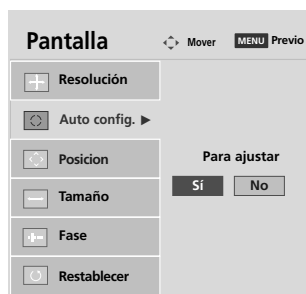 Pantalla
Mover
MENU Previo
Resolución
Auto config. ▶
Posicion
Tamaño
Fase
Restablecer
Para ajustar
Sí No